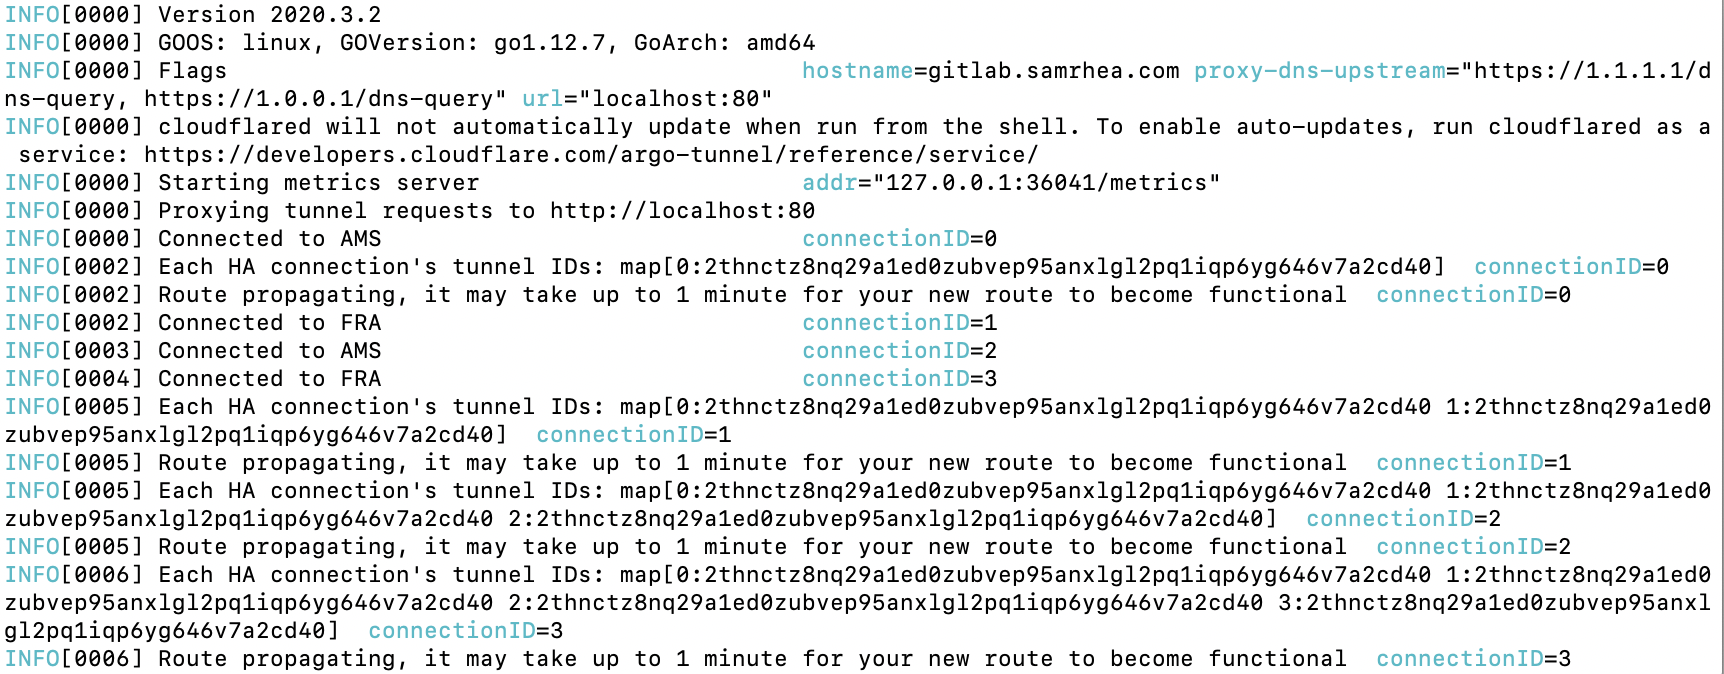 INFO[0000] Version 2020.3.2
INFO[0000] GOOS: linux, GOVersion: go1.12.7, GoArch: amd64
INFO[0000] Flags hostname=gitlab.samrhea.com proxy-dns-upstream="https://1.1.1.1/d
ns-query, https://1.0.0.1/dns-query" url="localhost:80"
INFO[0000] cloudflared will not automatically update when run from the shell. To enable auto-updates, run cloudflared as a
service: https://developers.cloudflare.com/argo-tunnel/reference/service/
INFO[0000] Starting metrics server addr="127.0.0.1:36041/metrics"
INFO[0000] Proxying tunnel requests to http://localhost:80
INFO[0000] Connected to AMS connectionID=0
INFO[0002] Each HA connection's tunnel IDs: map[0:2thnctz8nq29a1ed0zubvep95anxlgl2pq1iqp6yg646v7a2cd40] connectionID=0
INFO[0002] Route propagating, it may take up to 1 minute for your new route to become functional connectionID=0
INFO[0002] Connected to FRA connectionID=1
INFO[0003] Connected to AMS connectionID=2
INFO[0004] Connected to FRA connectionID=3
INFO[0005] Each HA connection's tunnel IDs: map[0:2thnctz8nq29a1ed0zubvep95anxlgl2pq1iqp6yg646v7a2cd40 1:2thnctz8nq29a1ed0
zubvep95anxlgl2pq1iqp6yg646v7a2cd40] connectionID=1
INFO[0005] Route propagating, it may take up to 1 minute for your new route to become functional connectionID=1
INFO[0005] Each HA connection's tunnel IDs: map[0:2thnctz8nq29a1ed0zubvep95anxlgl2pq1iqp6yg646v7a2cd40 1:2thnctz8nq29a1ed0
zubvep95anxlgl2pq1iqp6yg646v7a2cd40 2:2thnctz8nq29a1ed0zubvep95anxlgl2pq1iqp6yg646v7a2cd40] connectionID=2
INFO[0005] Route propagating, it may take up to 1 minute for your new route to become functional connectionID=2
INFO[0006] Each HA connection's tunnel IDs: map[0:2thnctz8nq29a1ed0zubvep95anxlgl2pq1iqp6yg646v7a2cd40 1:2thnctz8nq29a1ed0
zubvep95anxlgl2pq1iqp6yg646v7a2cd40 2:2thnctz8nq29a1ed0zubvep95anxlgl2pq1iqp6yg646v7a2cd40 3:2thnctz8nq29a1ed0zubvep95anxl
gl2pq1iqp6yg646v7a2cd40] connectionID=3
INFO[0006] Route propagating, it may take up to 1 minute for your new route to become functional connectionID=3